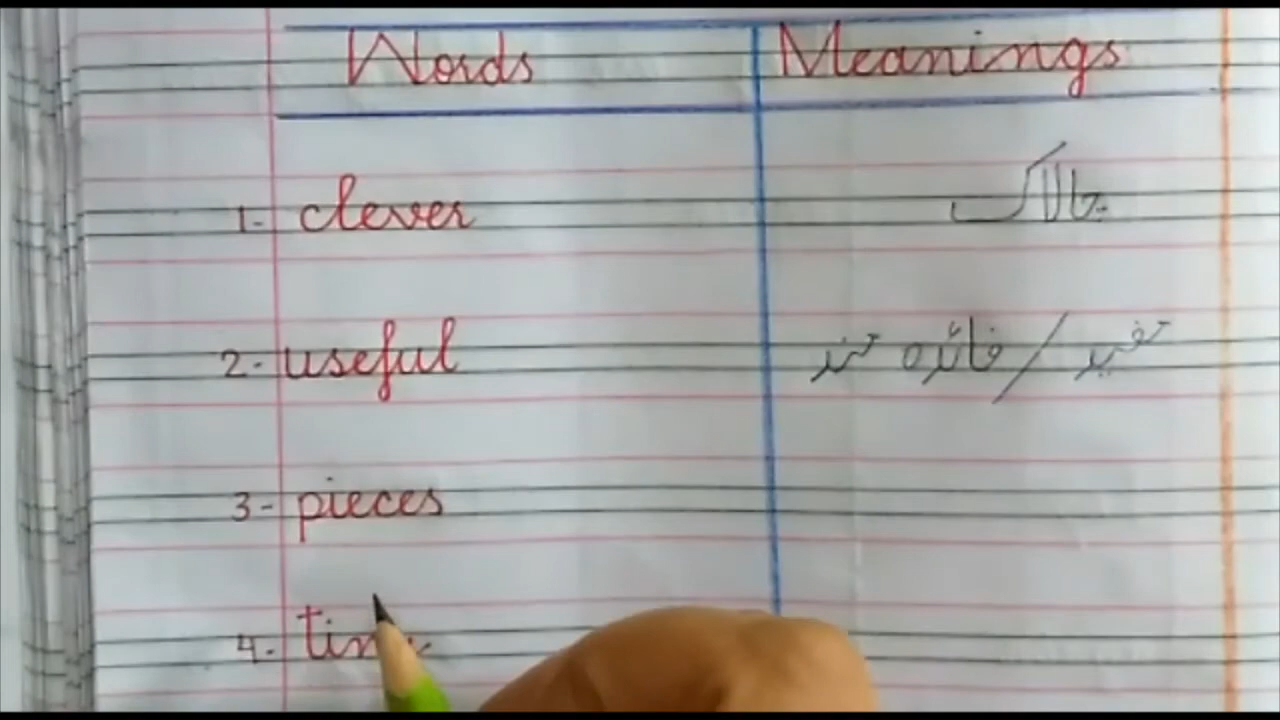 Words Meanings
1- clever چالاک
2- useful مفید / فائدہ مند
3- pieces
4-